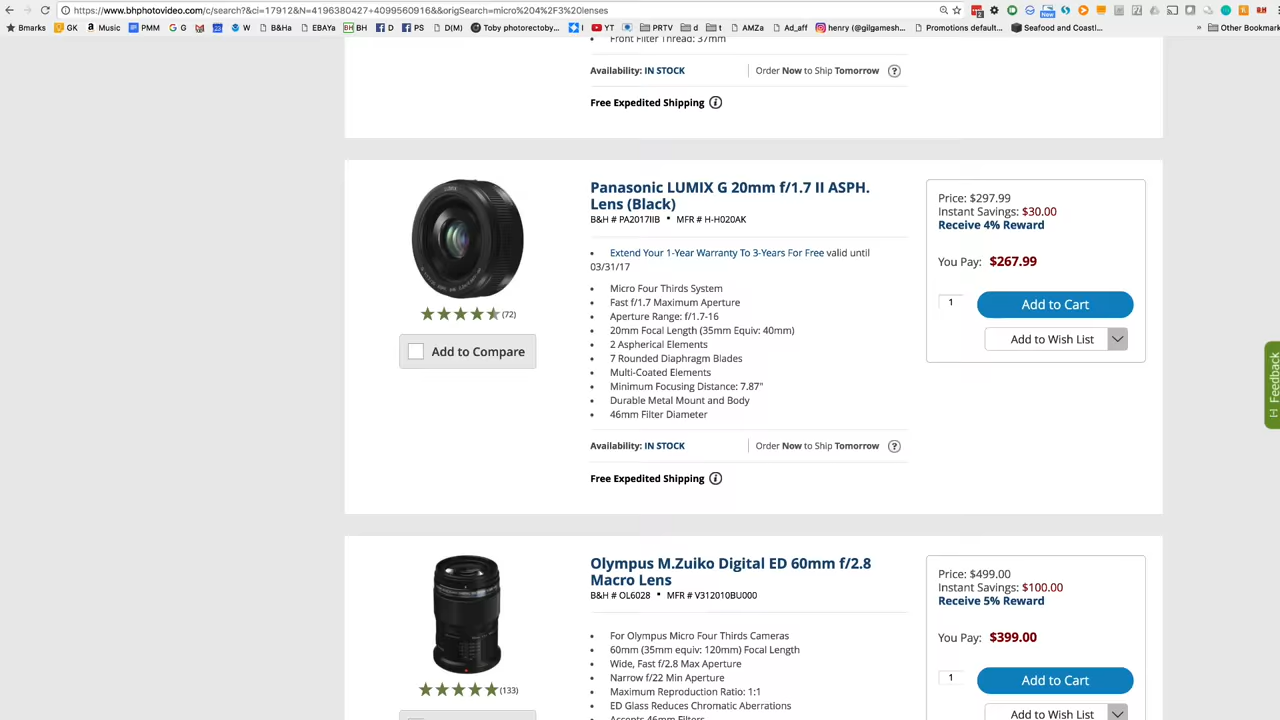 https://www.bhphotovideo.com/c/search?&ci=17912&N=4196380427+4099560916&&origSearch=micro%204%2F3%20lenses
Bmarks GK Music PMM G W B&Ha EBAYa BH D PS D(M) Toby photorectoby... I YT PRTV d t AMZa Ad_aff henry (@gilgamesh... Promotions default... Seafood and Coastl... » Other Bookmark
Front Filter Thread: 37mm
Availability: IN STOCK Order Now to Ship Tomorrow ?
Free Expedited Shipping i
Panasonic LUMIX G 20mm f/1.7 II ASPH.
Lens (Black)
B&H # PA2017IIB • MFR # H-H020AK
• Extend Your 1-Year Warranty To 3-Years For Free valid until
03/31/17
• Micro Four Thirds System
• Fast f/1.7 Maximum Aperture
• Aperture Range: f/1.7-16
• 20mm Focal Length (35mm Equiv: 40mm)
• 2 Aspherical Elements
• 7 Rounded Diaphragm Blades
• Multi-Coated Elements
• Minimum Focusing Distance: 7.87"
• Durable Metal Mount and Body
• 46mm Filter Diameter
(72)
Add to Compare
Availability: IN STOCK Order Now to Ship Tomorrow ?
Free Expedited Shipping i
Price: $297.99
Instant Savings: $30.00
Receive 4% Reward
You Pay: $267.99
1 Add to Cart
Add to Wish List
Feedback
Olympus M.Zuiko Digital ED 60mm f/2.8
Macro Lens
B&H # OL6028 • MFR # V312010BU000
• For Olympus Micro Four Thirds Cameras
• 60mm (35mm equiv: 120mm) Focal Length
• Wide, Fast f/2.8 Max Aperture
• Narrow f/22 Min Aperture
• Maximum Reproduction Ratio: 1:1
• ED Glass Reduces Chromatic Aberrations
• Accepts 46mm Filters
(133)
Price: $499.00
Instant Savings: $100.00
Receive 5% Reward
You Pay: $399.00
1 Add to Cart
Add to Wish List